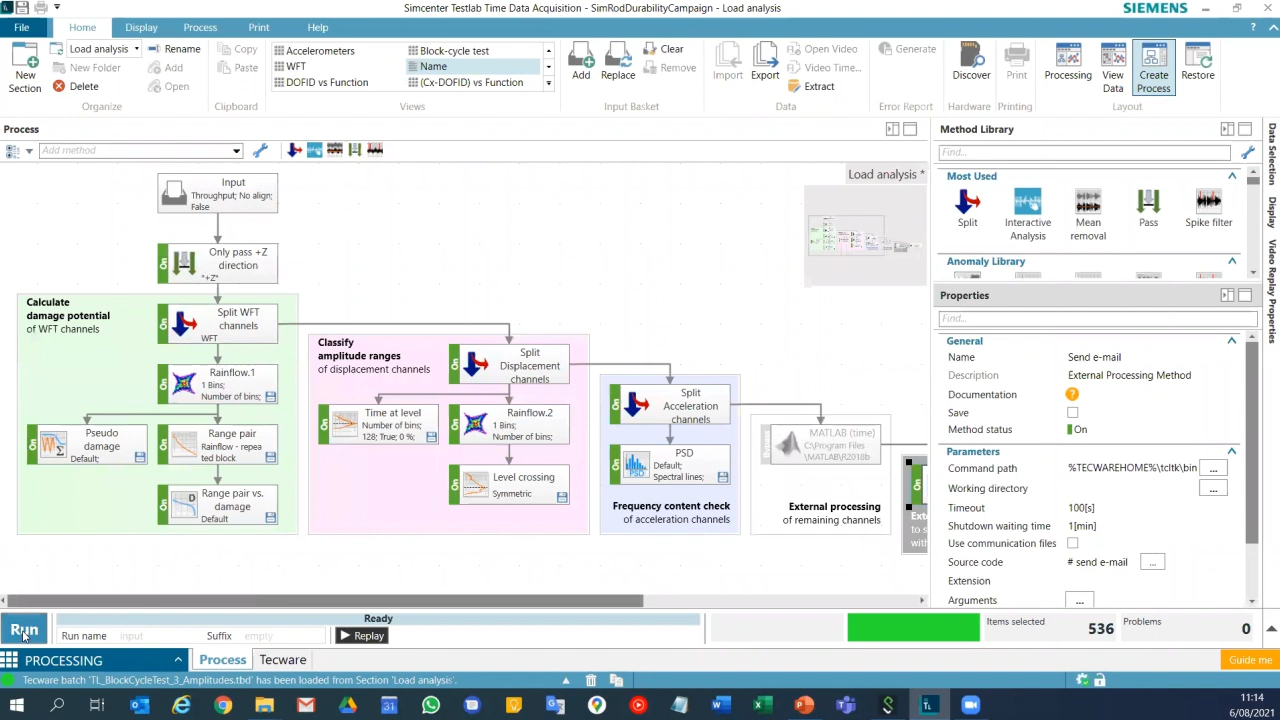 Simcenter Testlab Time Data Acquisition - SimRodDurabilityCampaign - Load analysis
SIEMENS
File
Home
Display
Process
Print
Help
New
Section
Load analysis
New Folder
Delete
Rename
Add
Open
Organize
Copy
Paste
Clipboard
Accelerometers
WFT
DOFID vs Function
Block-cycle test
Name
(Cx-DOFID) vs Function
Views
Add
Replace
Clear
Remove
Input Basket
Import
Export
Open Video
Video Time...
Extract
Data
Generate
Error Report
Discover
Hardware
Print
Printing
Processing
View
Data
Create
Process
Restore
Layout
Process
Add method
Load analysis *
Input
Throughput; No align;
False
Only pass +Z
direction
"+Z"
Calculate
damage potential
of WFT channels
Split WFT
channels
WFT
Rainflow.1
1 Bins;
Number of bins;
Pseudo
damage
Default;
Range pair
Rainflow - repea
ted block
Range pair vs.
damage
Default
Classify
amplitude ranges
of displacement channels
Split
Displacement
channels
Time at level
Number of bins:
128; True; 0 %;
Rainflow.2
1 Bins;
Number of bins;
Level crossing
Symmetric
Split
Acceleration
channels
PSD
Default;
Spectral lines;
Frequency content check
of acceleration channels
MATLAB (time)
C:\Program Files
\MATLAB\R2018b
External processing
of remaining channels
Exte
to s
with
Method Library
Find...
Most Used
Split
Interactive
Analysis
Mean
removal
Pass
Spike filter
Anomaly Library
Properties
Find...
General
Name Send e-mail
Description External Processing Method
Documentation
Save
Method status On
Parameters
Command path %TECWAREHOME%\tcltk\bin ...
Working directory ...
Timeout 100[s]
Shutdown waiting time 1[min]
Use communication files
Source code # send e-mail ...
Extension
Arguments ...
Data Selection
Display
Video Replay Properties
Run
Ready
Run name input Suffix empty Replay
Items selected 536
Problems 0
PROCESSING
Process
Tecware
Guide me
Tecware batch 'TL_BlockCycleTest_3_Amplitudes.tbd' has been loaded from Section 'Load analysis'.
11:14
6/08/2021